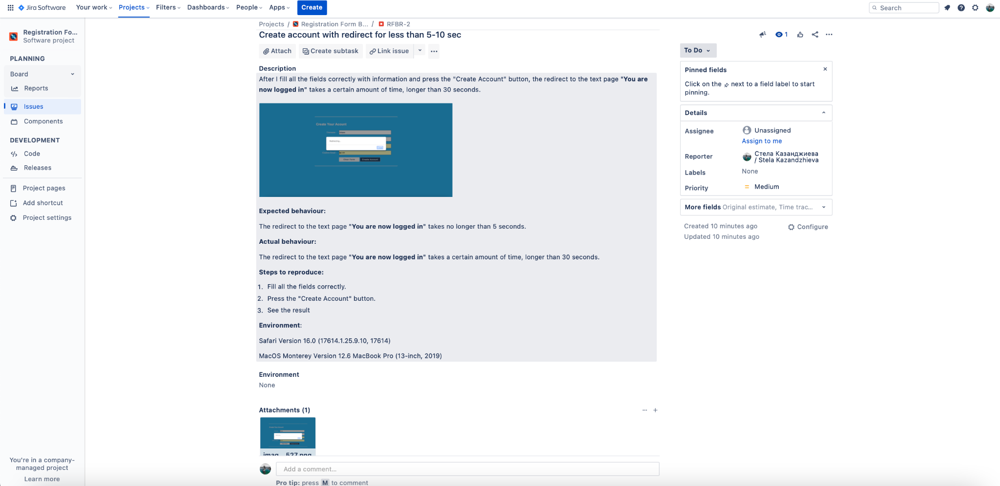 Jira Software Your work Projects Filters Dashboards People Apps Create Search
Registration Fo...
Software project
PLANNING
Board
Reports
Issues
Components
DEVELOPMENT
Code
Releases
Project pages
Add shortcut
Project settings
You're in a company-
managed project
Learn more
Projects / Registration Form B... / RFBR-2
Create account with redirect for less than 5-10 sec
Attach Create subtask Link issue
Description
After I fill all the fields correctly with information and press the "Create Account" button, the redirect to the text page "You are
now logged in" takes a certain amount of time, longer than 30 seconds.
Create Your Acount
Redirecting...
Clear Form Create Account
Expected behaviour:
The redirect to the text page "You are now logged in" takes no longer than 5 seconds.
Actual behaviour:
The redirect to the text page "You are now logged in" takes a certain amount of time, longer than 30 seconds.
Steps to reproduce:
1. Fill all the fields correctly.
2. Press the "Create Account" button.
3. See the result
Environment:
Safari Version 16.0 (17614.1.25.9.10, 17614)
MacOS Monterey Version 12.6 MacBook Pro (13-inch, 2019)
Environment
None
Attachments (1)
imag... 527.png
Add a comment...
Pro tip: press M to comment
1
To Do
Pinned fields
Click on the next to a field label to start
pinning.
Details
Assignee Unassigned
Assign to me
Reporter Стела Казанджиева
/ Stela Kazandzhieva
Labels None
Priority Medium
More fields Original estimate, Time trac...
Created 10 minutes ago Configure
Updated 10 minutes ago